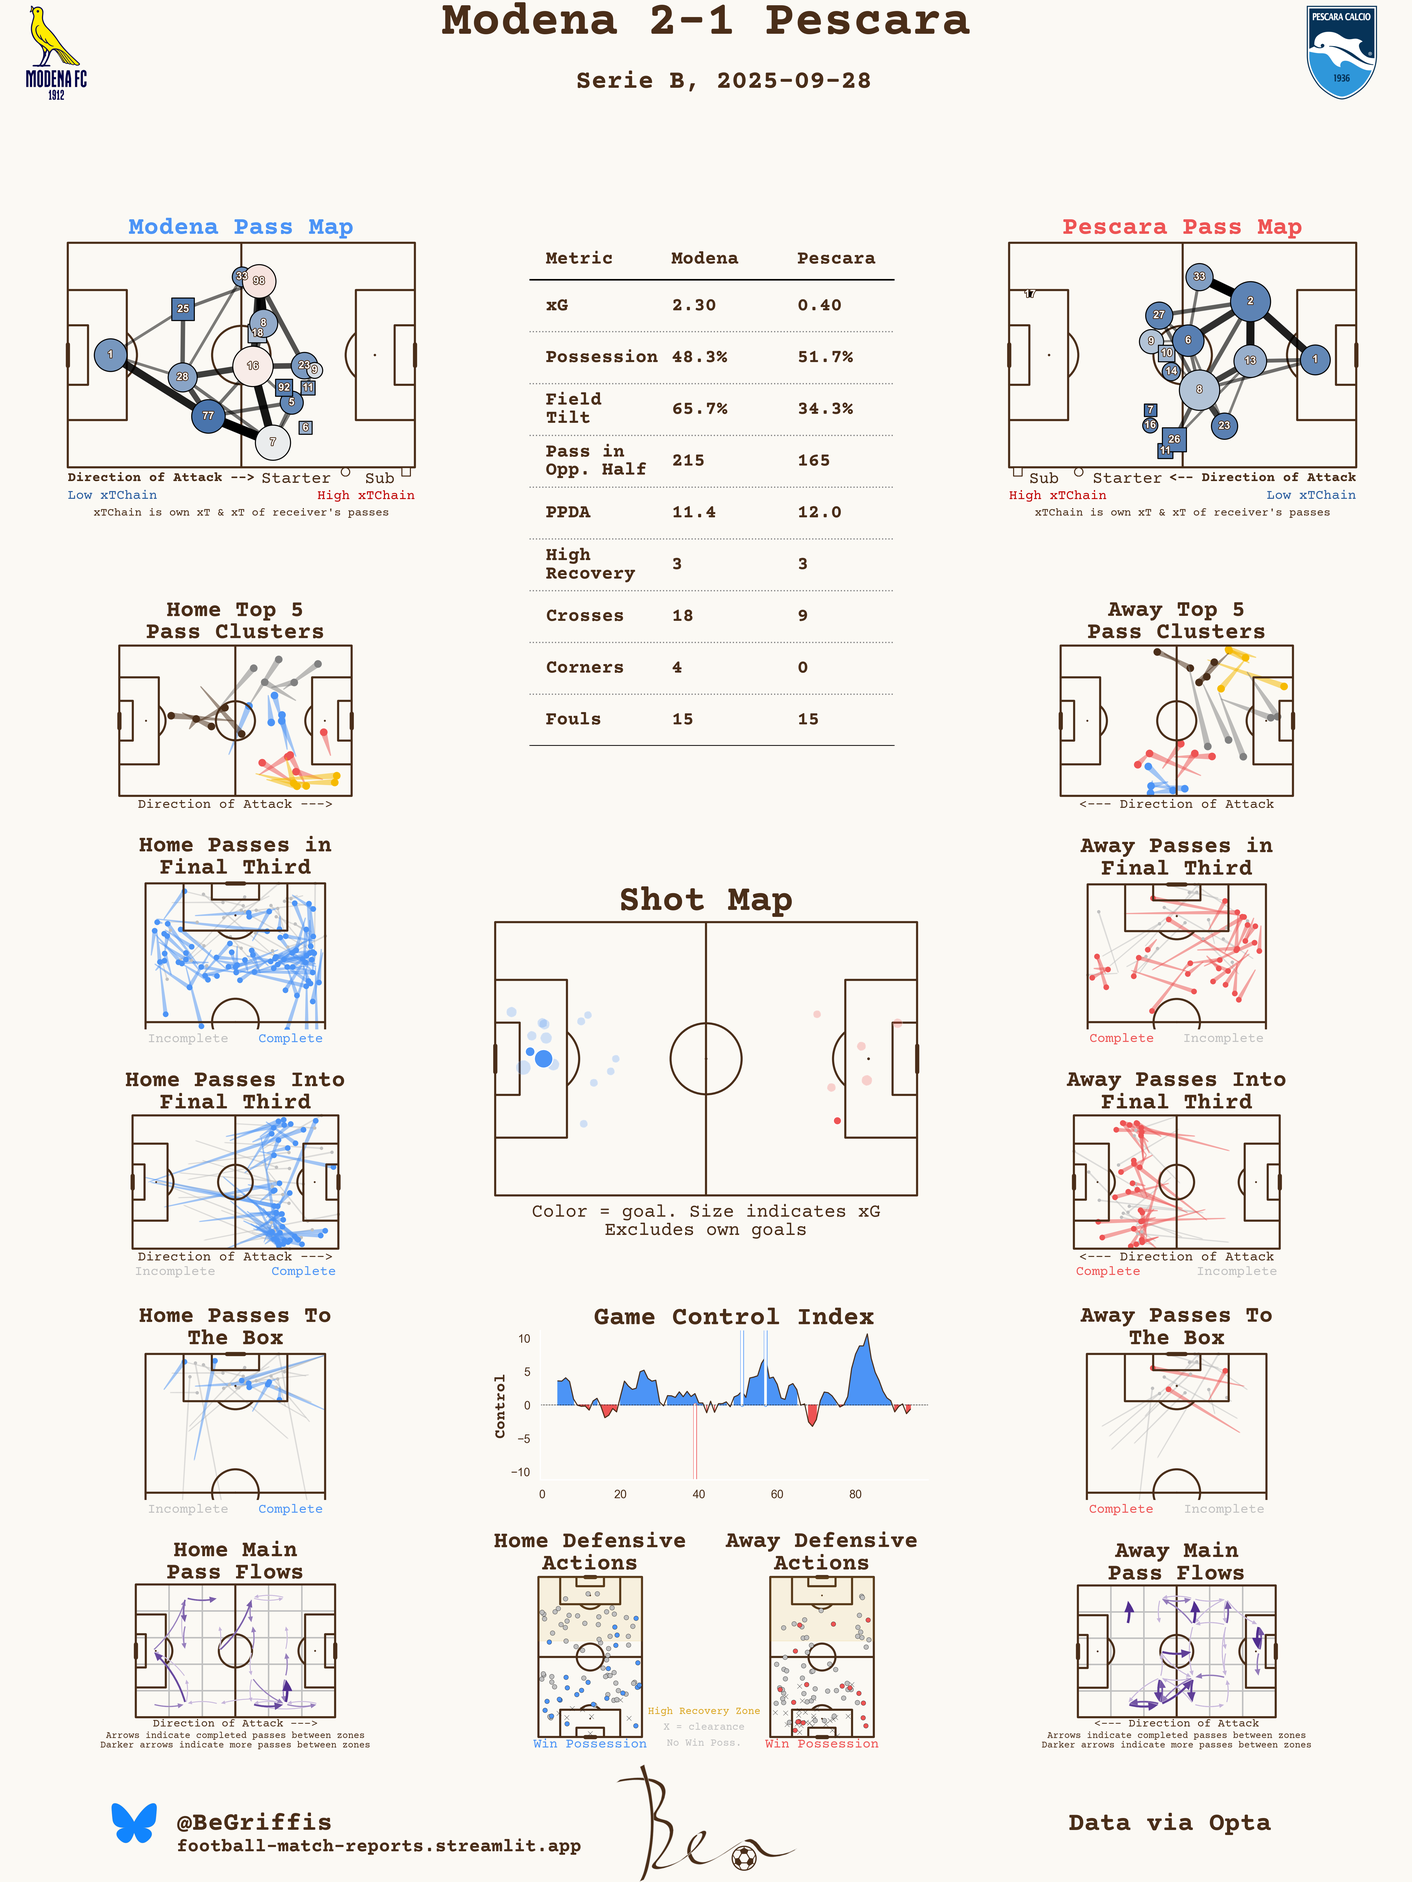 Modena 2-1 Pescara
Serie B, 2025-09-28
MODENA FC
1912
PESCARA CALCIO
1936
Modena Pass Map
33
98
25
8
18
1
16
23
9
28
92
11
77
5
6
7
Direction of Attack --> Starter Sub
Low xTChain High xTChain
xTChain is own xT & xT of receiver's passes
Metric Modena Pescara
xG 2.30 0.40
Possession 48.3% 51.7%
Field
Tilt 65.7% 34.3%
Pass in
Opp. Half 215 165
PPDA 11.4 12.0
High
Recovery 3 3
Crosses 18 9
Corners 4 0
Fouls 15 15
Pescara Pass Map
17
33
2
27
9
6
10
13
1
14
8
7
16
23
26
11
Sub Starter <-- Direction of Attack
High xTChain Low xTChain
xTChain is own xT & xT of receiver's passes
Home Top 5
Pass Clusters
Direction of Attack --->
Away Top 5
Pass Clusters
<--- Direction of Attack
Home Passes in
Final Third
Incomplete Complete
Away Passes in
Final Third
Complete Incomplete
Shot Map
Color = goal. Size indicates xG
Excludes own goals
Home Passes Into
Final Third
Direction of Attack --->
Incomplete Complete
Away Passes Into
Final Third
<--- Direction of Attack
Complete Incomplete
Game Control Index
Control
10
5
0
−5
−10
0 20 40 60 80
Home Passes To
The Box
Incomplete Complete
Away Passes To
The Box
Complete Incomplete
Home Main
Pass Flows
Direction of Attack --->
Arrows indicate completed passes between zones
Darker arrows indicate more passes between zones
Home Defensive
Actions
Win Possession
Away Defensive
Actions
Win Possession
High Recovery Zone
X = clearance
No Win Poss.
Away Main
Pass Flows
<--- Direction of Attack
Arrows indicate completed passes between zones
Darker arrows indicate more passes between zones
@BeGriffis
football-match-reports.streamlit.app
Ben
Data via Opta